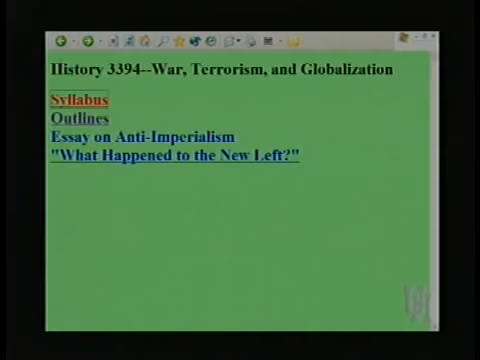 History 3394--War, Terrorism, and Globalization
Syllabus
Outlines
Essay on Anti-Imperialism
"What Happened to the New Left?"